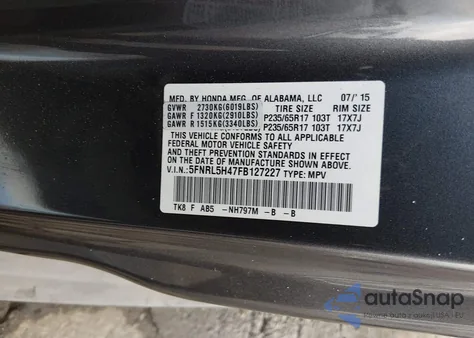 MFD. BY HONDA MFG. OF ALABAMA, LLC 07/'15
GVWR 2730KG(6019LBS) TIRE SIZE RIM SIZE
GAWR F 1320KG(2910LBS) P235/65R17 103T 17X7J
GAWR R 1515KG(3340LBS) P235/65R17 103T 17X7J
THIS VEHICLE CONFORMS TO ALL APPLICABLE
FEDERAL MOTOR VEHICLE SAFETY AND
THEFT PREVENTION STANDARDS IN EFFECT ON
THE DATE OF MANUFACTURE SHOWN ABOVE.
V.I.N.:5FNRL5H47FB127227 TYPE: MPV
TK8 F AB5 -NH797M -B -B
autoSnap